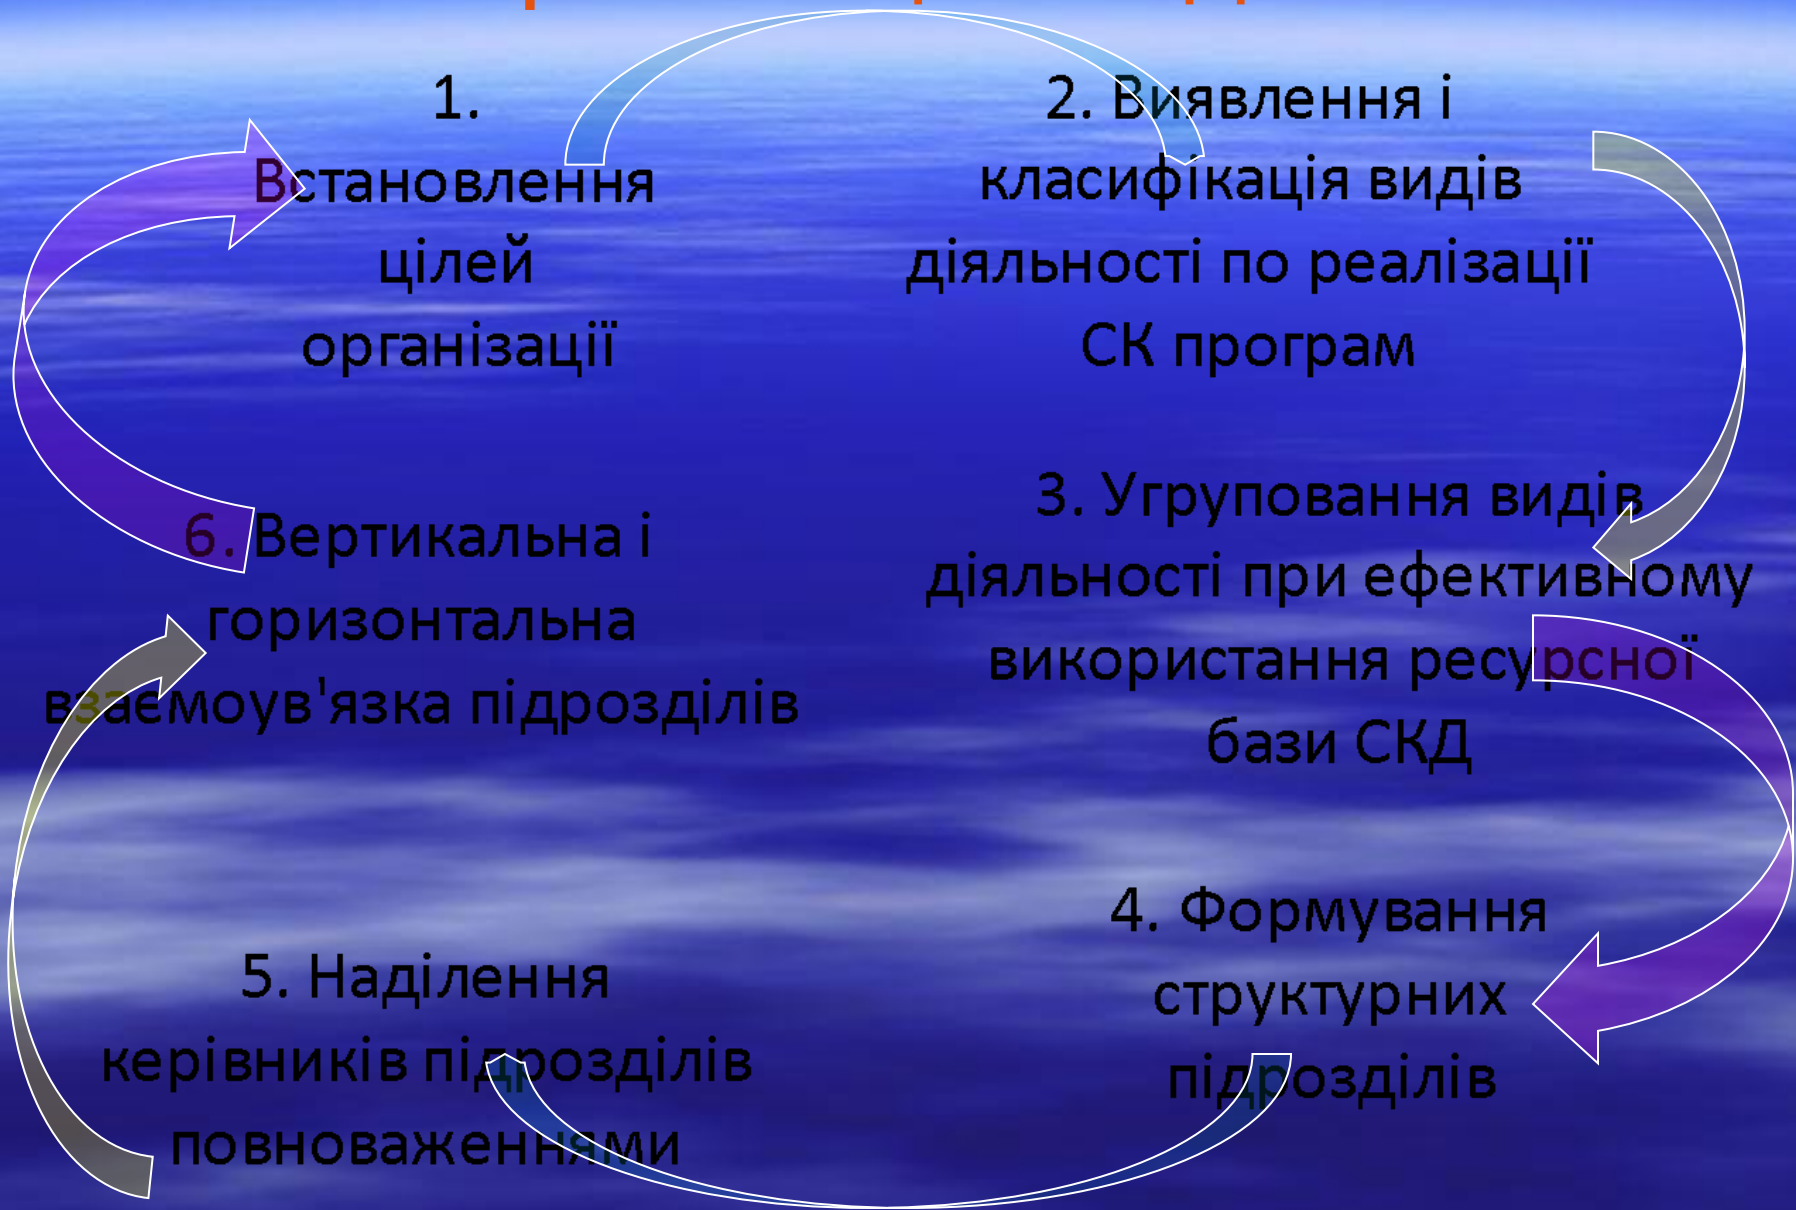 1.
Встановлення
цілей
організації
2. Виявлення і
класифікація видів
діяльності по реалізації
СК програм
3. Угруповання видів
діяльності при ефективному
використання ресурсної
бази СКД
4. Формування
структурних
підрозділів
5. Наділення
керівників підрозділів
повноваженнями
6. Вертикальна і
горизонтальна
взаємоув'язка підрозділів